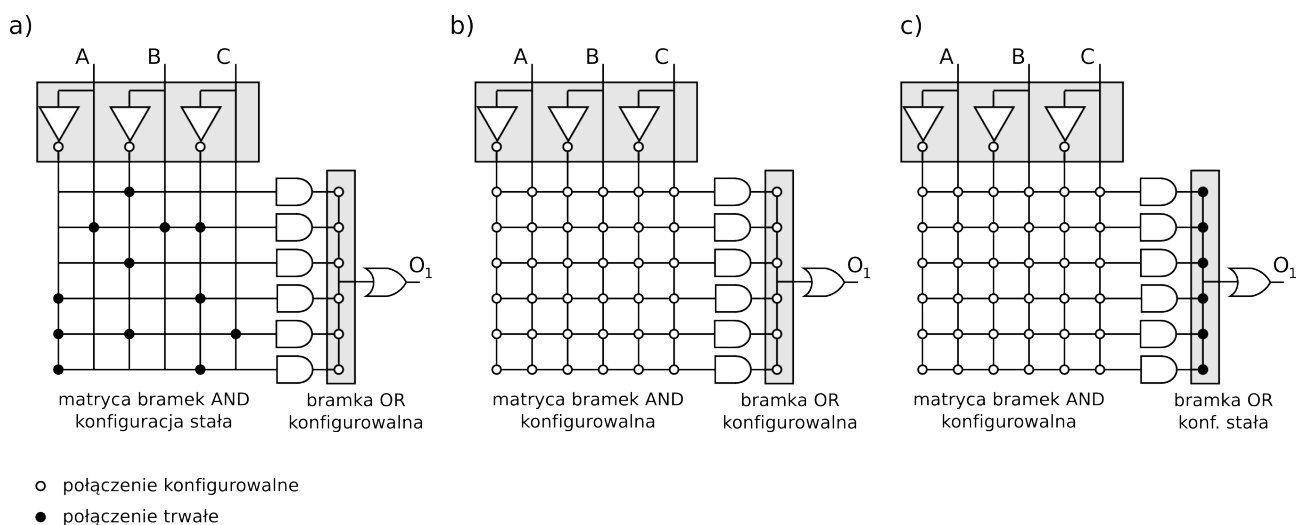 a)
A B C
O1
matryca bramek AND
konfiguracja stała
bramka OR
konfigurowalna
b)
A B C
O1
matryca bramek AND
konfigurowalna
bramka OR
konfigurowalna
c)
A B C
O1
matryca bramek AND
konfigurowalna
bramka OR
konf. stała
połączenie konfigurowalne
połączenie trwałe